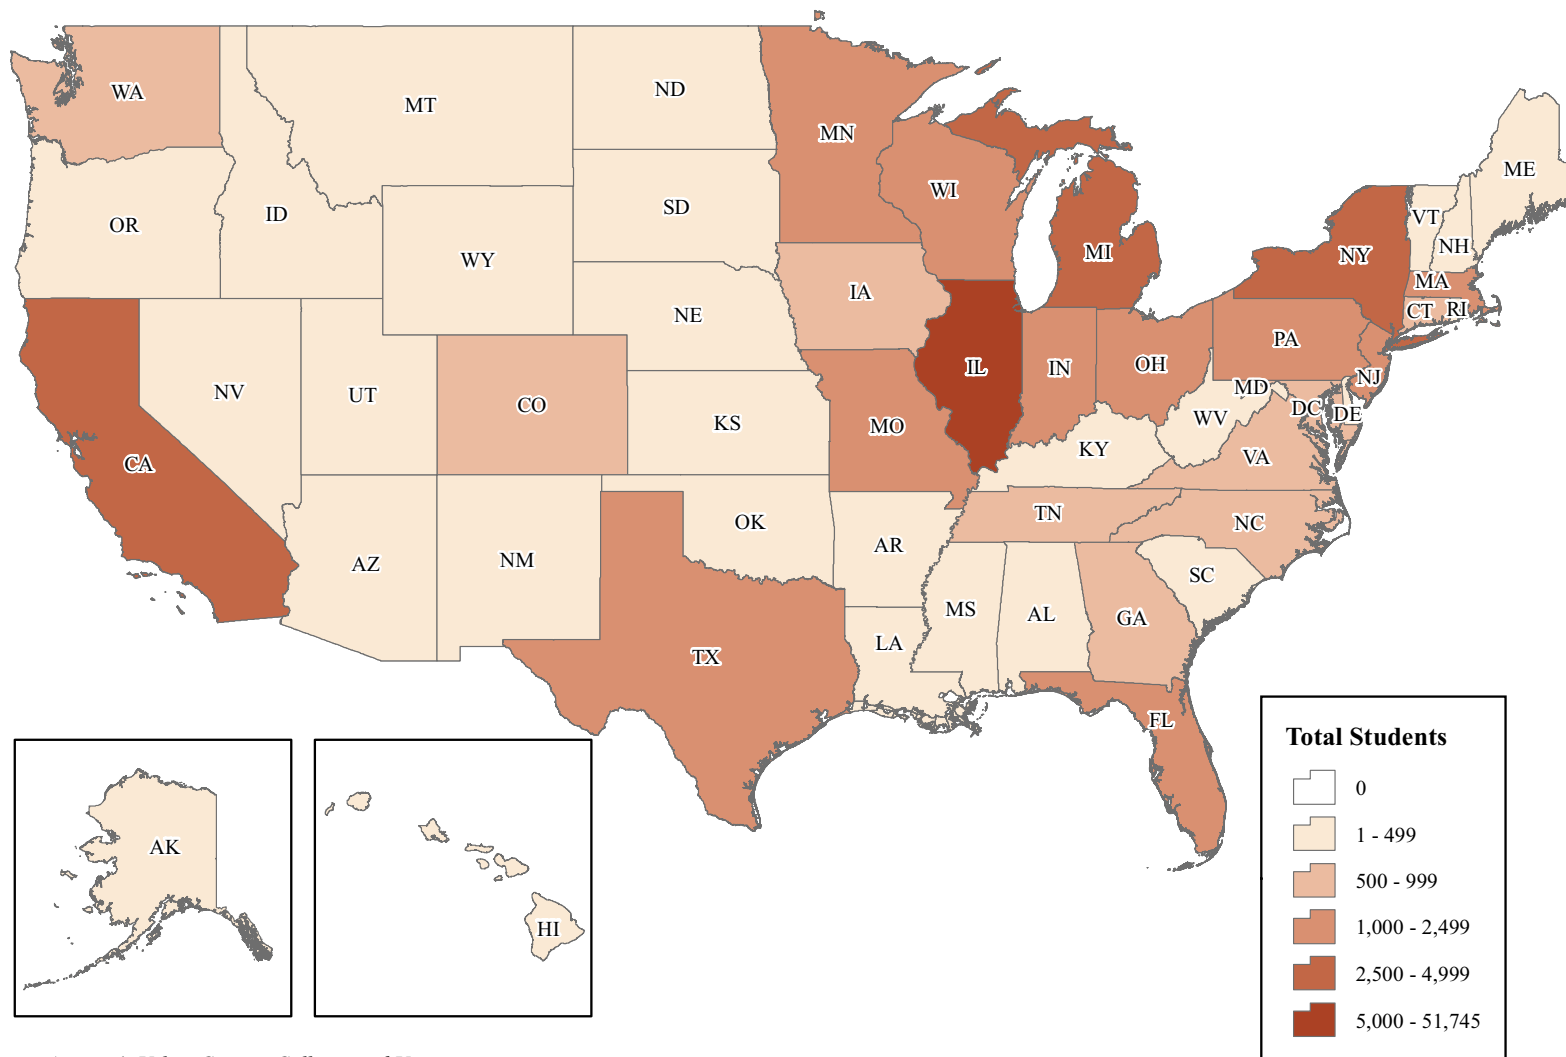 WA
MT
ND
MN
ME
OR
ID
SD
WI
VT
NH
WY
MI
NY
MA
IA
NE
CT
RI
PA
NV
UT
CO
KS
IL
IN
OH
NJ
MD
MO
WV
DC
DE
CA
KY
VA
OK
TN
NC
AZ
NM
AR
SC
MS
AL
GA
LA
TX
FL
AK
HI
Total Students
0
1 - 499
500 - 999
1,000 - 2,499
2,500 - 4,999
5,000 - 51,745